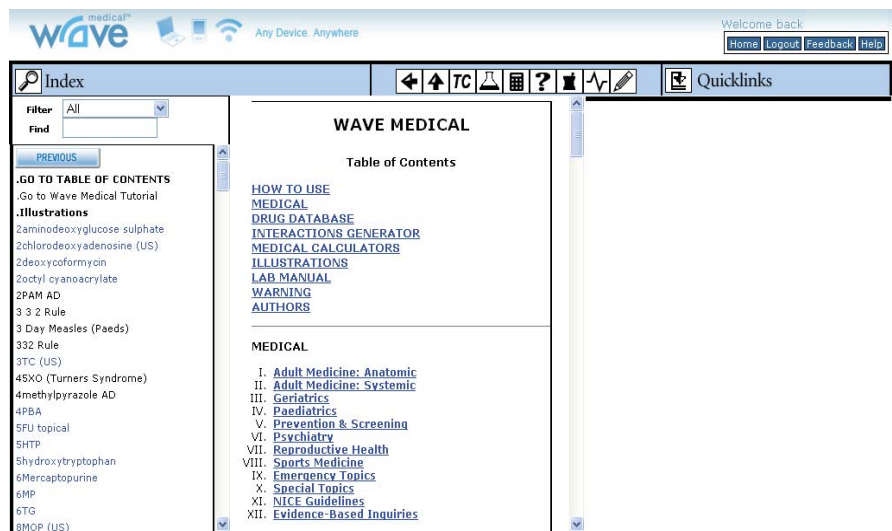 medical™
wave
Any Device. Anywhere
Welcome back
Home Logout Feedback Help
Index
TC
?
Quicklinks
Filter All
Find
PREVIOUS
.GO TO TABLE OF CONTENTS
.Go to Wave Medical Tutorial
.Illustrations
2aminodeoxyglucose sulphate
2chlorodeoxyadenosine (US)
2deoxycoformycin
2octyl cyanoacrylate
2PAM AD
3 3 2 Rule
3 Day Measles (Paeds)
332 Rule
3TC (US)
45XO (Turners Syndrome)
4methylpyrazole AD
4PBA
5FU topical
5HTP
5hydroxytryptophan
6Mercaptopurine
6MP
6TG
8MOP (US)
WAVE MEDICAL
Table of Contents
HOW TO USE
MEDICAL
DRUG DATABASE
INTERACTIONS GENERATOR
MEDICAL CALCULATORS
ILLUSTRATIONS
LAB MANUAL
WARNING
AUTHORS
MEDICAL
I. Adult Medicine: Anatomic
II. Adult Medicine: Systemic
III. Geriatrics
IV. Paediatrics
V. Prevention & Screening
VI. Psychiatry
VII. Reproductive Health
VIII. Sports Medicine
IX. Emergency Topics
X. Special Topics
XI. NICE Guidelines
XII. Evidence-Based Inquiries